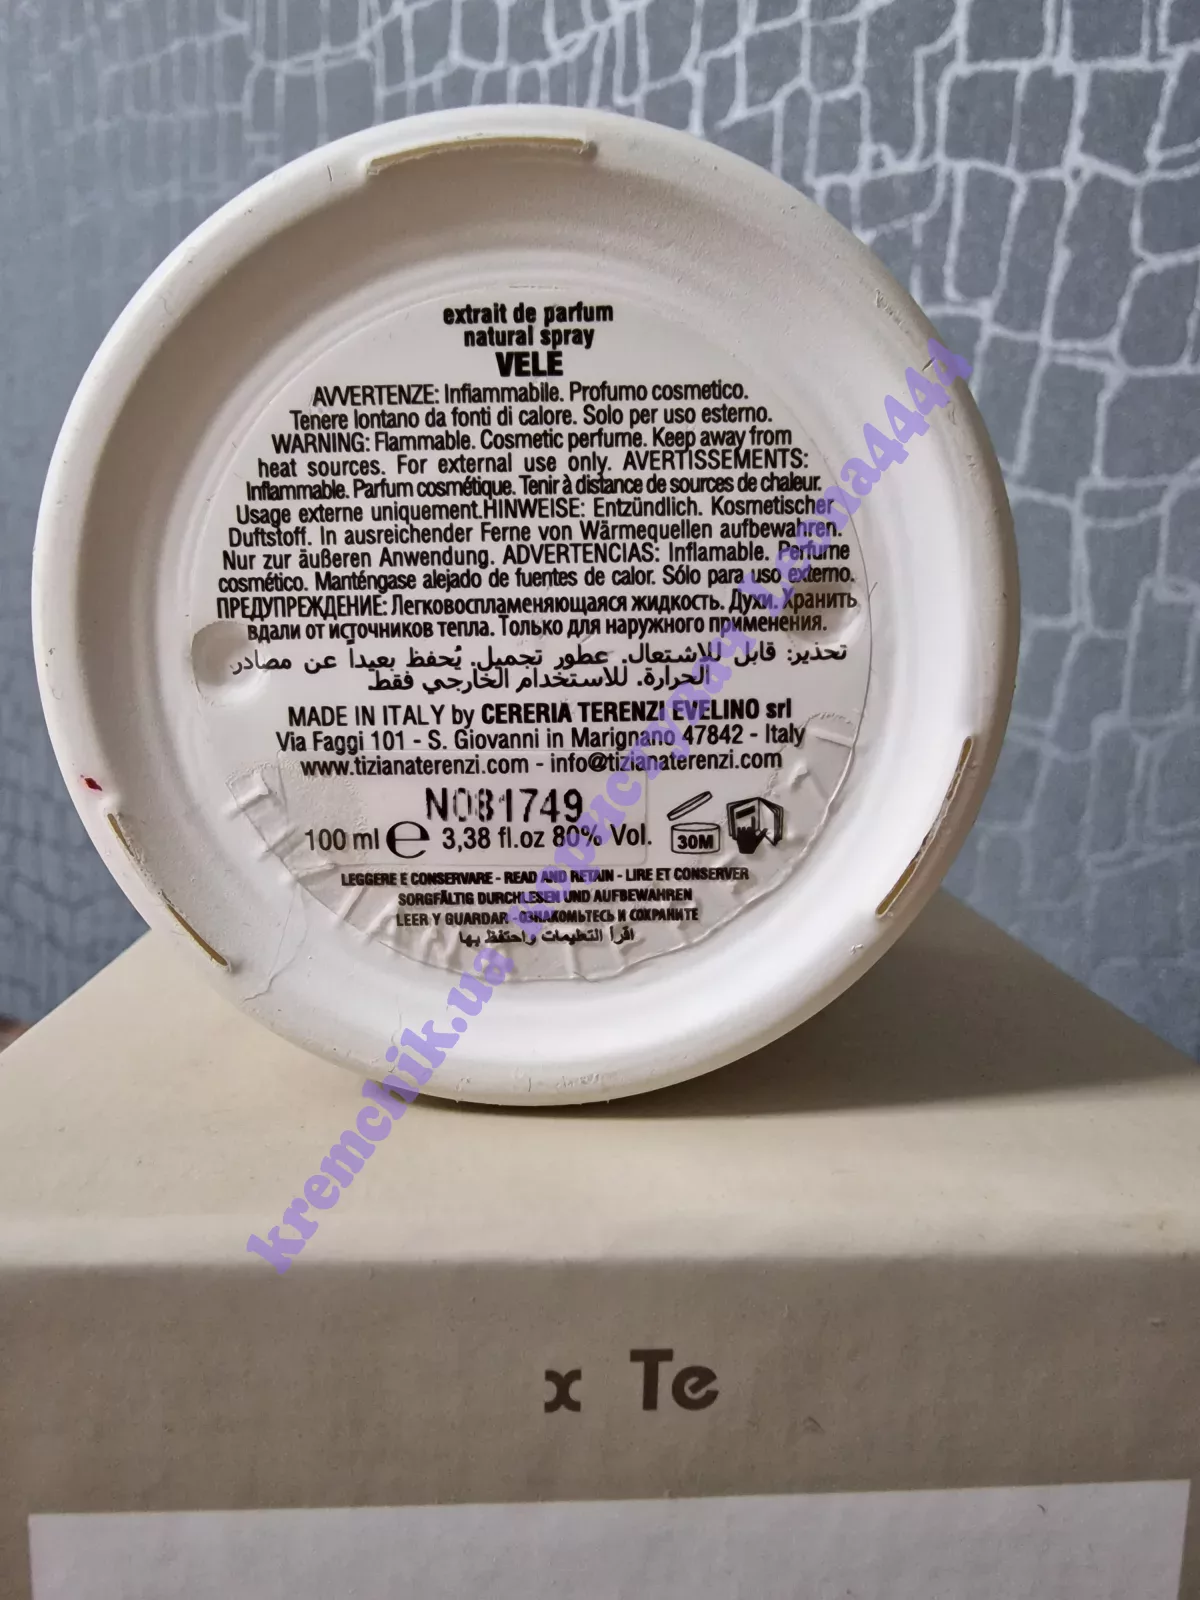 extrait de parfum
natural spray
VELE
AVVERTENZE: Infiammabile. Profumo cosmetico.
Tenere lontano da fonti di calore. Solo per uso esterno.
WARNING: Flammable. Cosmetic perfume. Keep away from
heat sources. For external use only. AVERTISSEMENTS:
Inflammable. Parfum cosmétique. Tenir à distance de sources de chaleur.
Usage externe uniquement.HINWEISE: Entzündlich. Kosmetischer
Duftstoff. In ausreichender Ferne von Wärmequellen aufbewahren.
Nur zur äußeren Anwendung. ADVERTENCIAS: Inflamable. Perfume
cosmético. Manténgase alejado de fuentes de calor. Sólo para uso externo.
ПРЕДУПРЕЖДЕНИЕ: Легковоспламеняющаяся жидкость. Духи. Хранить
вдали от источников тепла. Только для наружного применения.
تحذير: قابل للاشتعال. عطور تجميل. يُحفظ بعيداً عن مصادر
الحرارة. للاستخدام الخارجي فقط
MADE IN ITALY by CERERIA TERENZI EVELINO srl
Via Faggi 101 - S. Giovanni in Marignano 47842 - Italy
www.tizianaterenzi.com - info@tizianaterenzi.com
N081749
100 ml e 3,38 fl.oz 80% Vol. 30M
LEGGERE E CONSERVARE - READ AND RETAIN - LIRE ET CONSERVER
SORGFÄLTIG DURCHLESEN UND AUFBEWAHREN
LEER Y GUARDAR - ОЗНАКОМЬТЕСЬ И СОХРАНИТЕ
اقرأ التعليمات واحتفظ بها
kremchik.ua користувач Leona4444
x Te